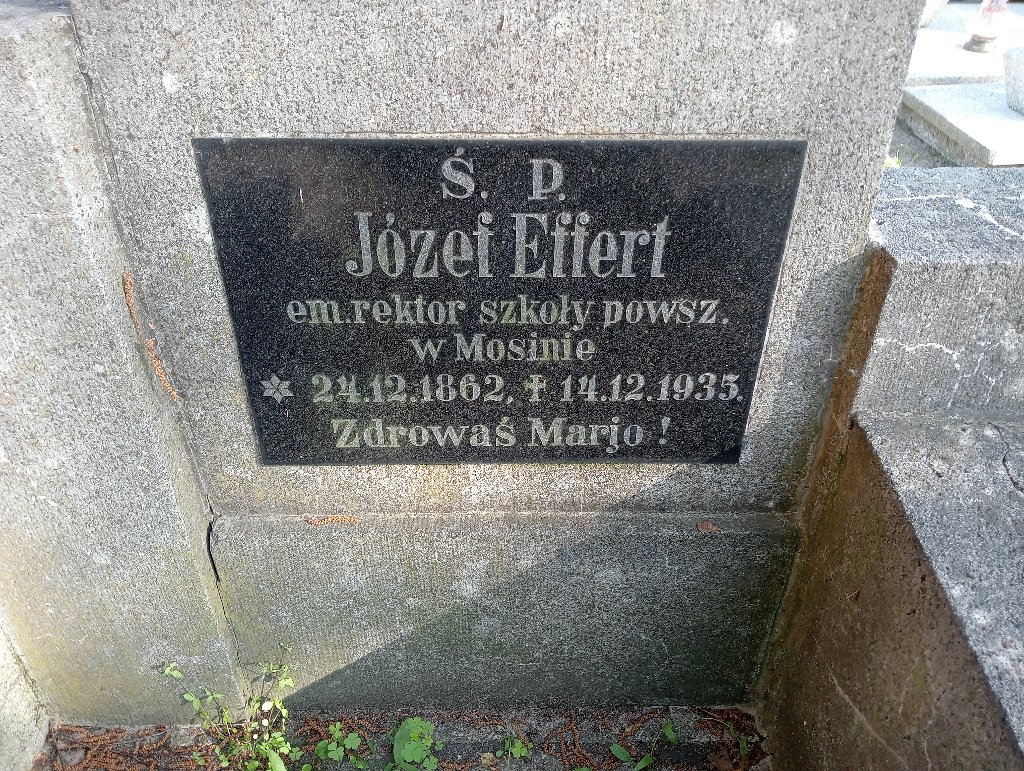 Ś. P.
Józef Effert
em. rektor szkoły powsz.
w Mosinie
* 24.12.1862. † 14.12.1935.
Zdrowaś Marjo !